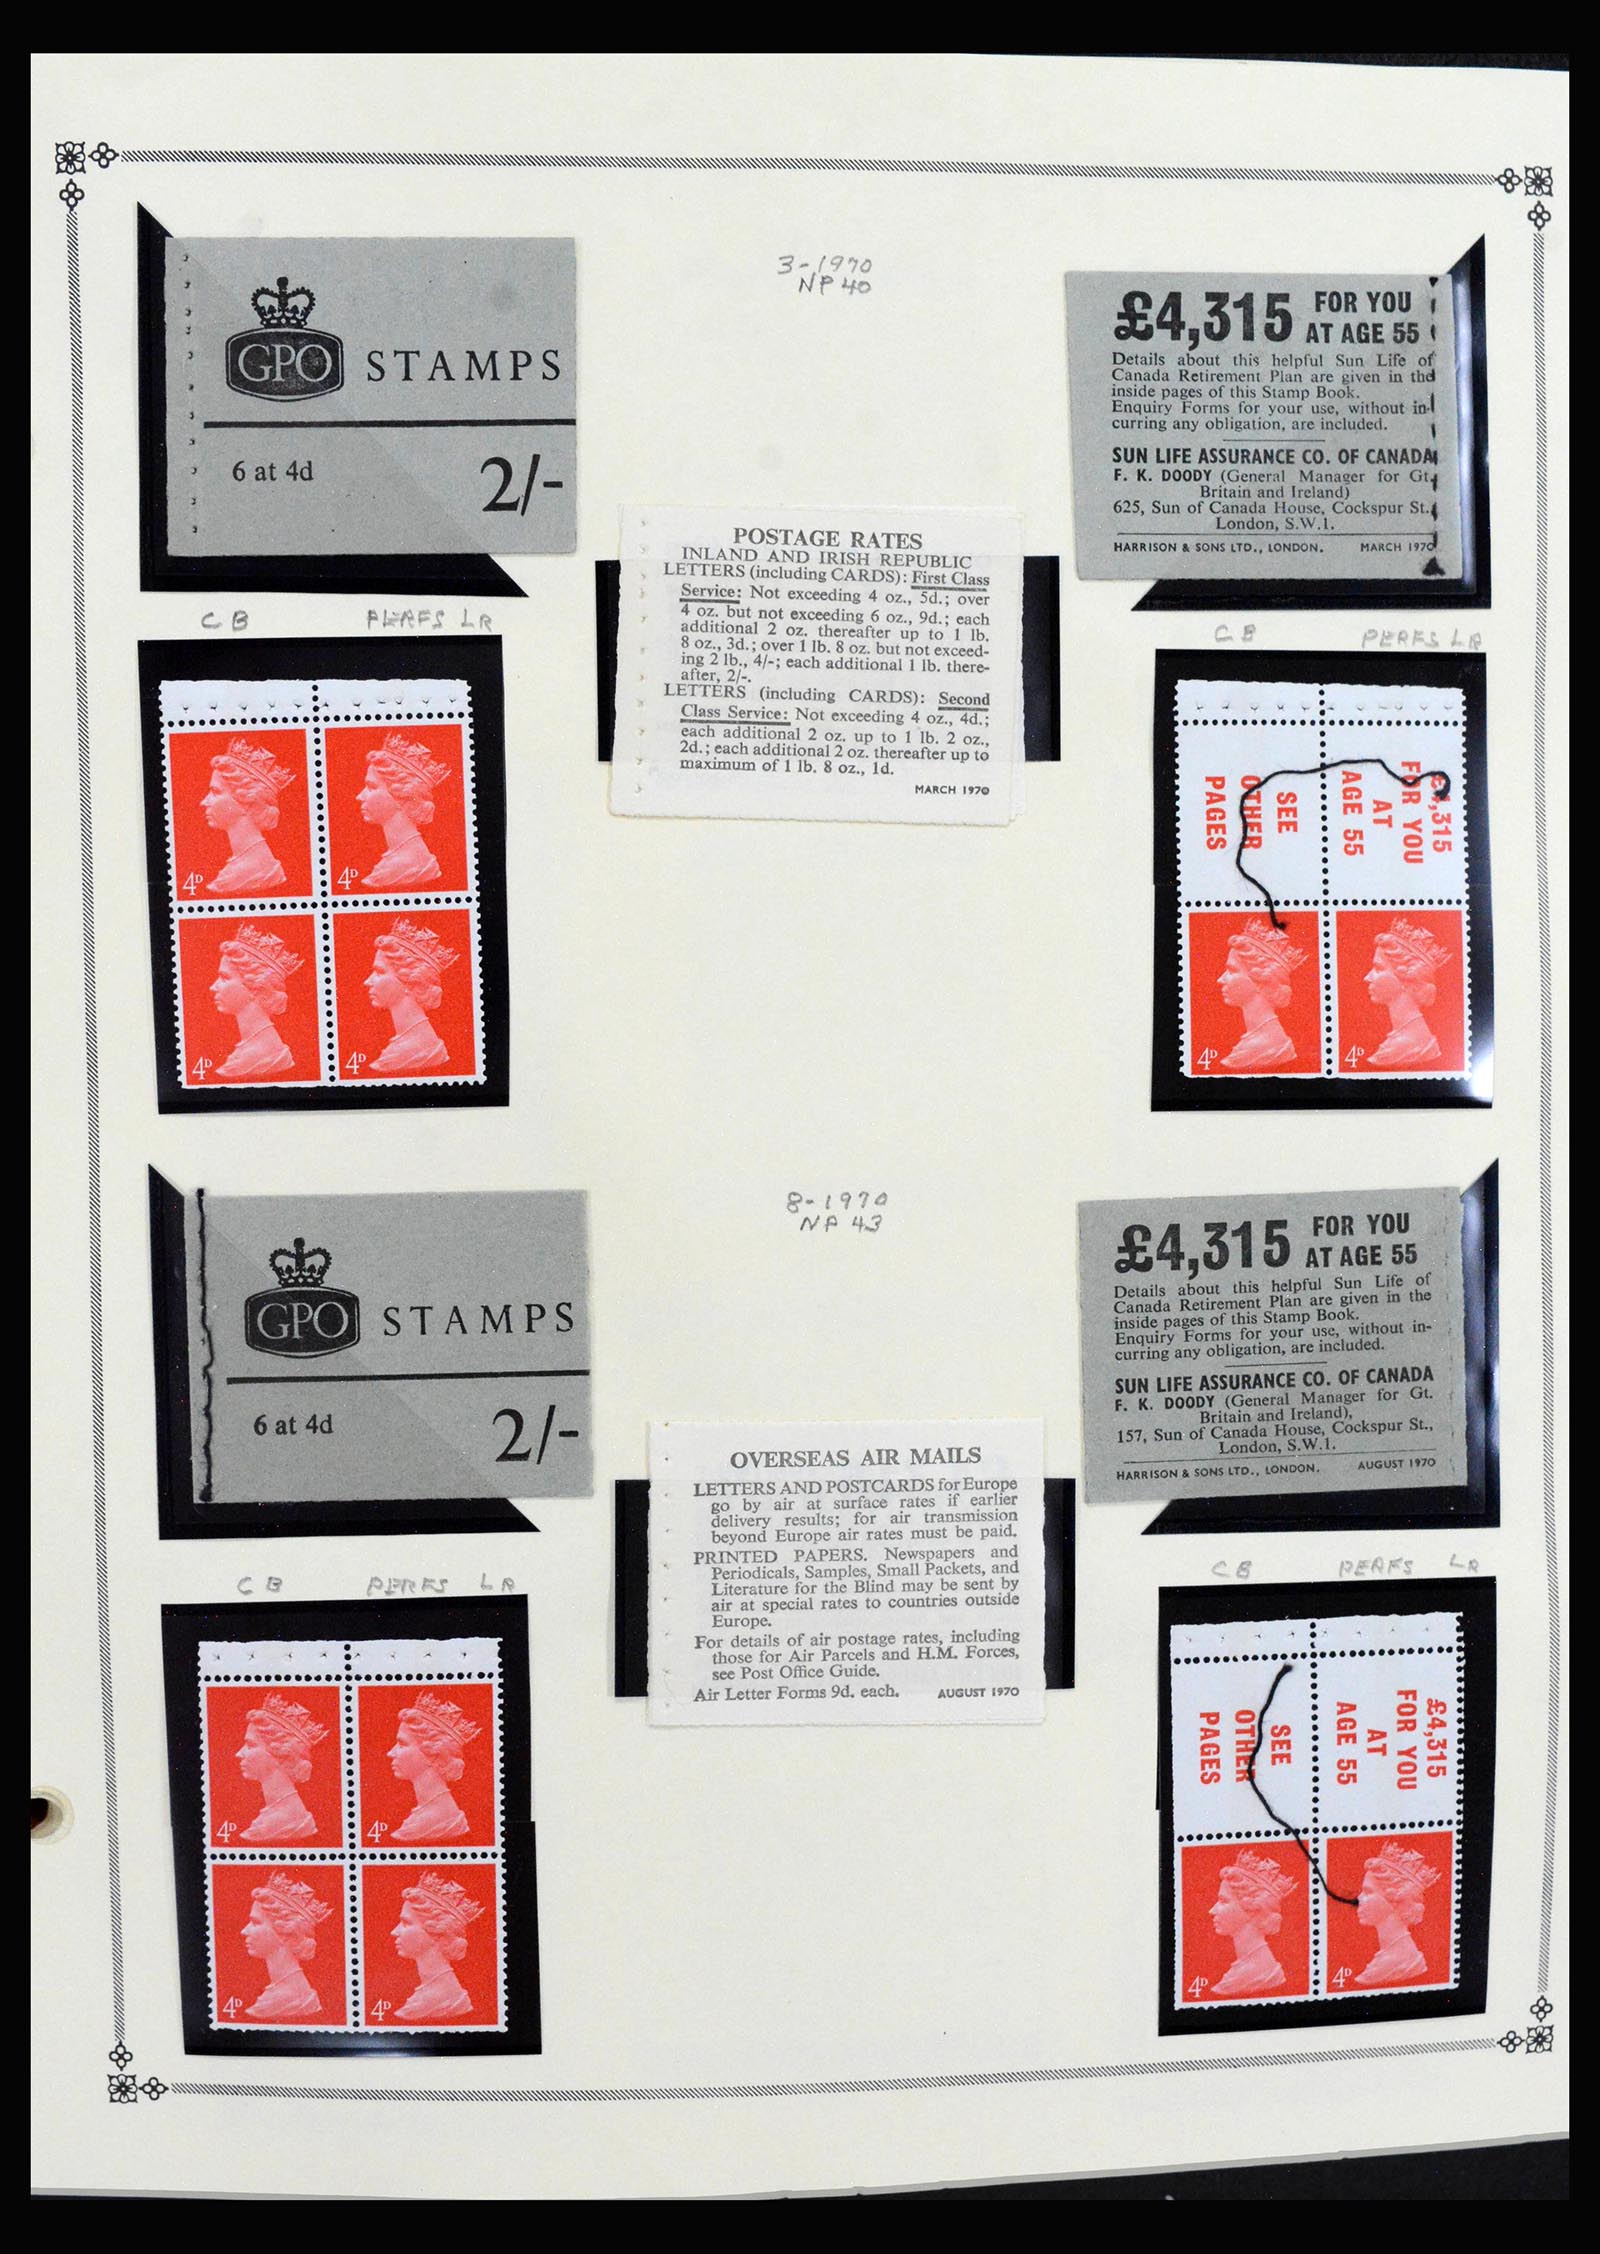 3-1970
NP 40
GPO STAMPS
6 at 4d
2/-
£4,315 FOR YOU
AT AGE 55
Details about this helpful Sun Life of
Canada Retirement Plan are given in the
inside pages of this Stamp Book.
Enquiry Forms for your use, without in-
curring any obligation, are included.
SUN LIFE ASSURANCE CO. OF CANADA
F. K. DOODY (General Manager for Gt.
Britain and Ireland)
625, Sun of Canada House, Cockspur St.,
London, S.W.1.
HARRISON & SONS LTD., LONDON. MARCH 1970
POSTAGE RATES
INLAND AND IRISH REPUBLIC
LETTERS (including CARDS): First Class
Service: Not exceeding 4 oz., 5d.; over
4 oz. but not exceeding 6 oz., 9d.; each
additional 2 oz. thereafter up to 1 lb.
8 oz., 3d.; over 1 lb. 8 oz. but not exceed-
ing 2 lb., 4/-; each additional 1 lb. there-
after, 2/-.
LETTERS (including CARDS): Second
Class Service: Not exceeding 4 oz., 4d.;
each additional 2 oz. up to 1 lb. 2 oz.,
2d.; each additional 2 oz. thereafter up to
maximum of 1 lb. 8 oz., 1d.
MARCH 1970
CB PERFS LR
4D
4D
4D
4D
CB PERFS LR
£4,315
FOR YOU
AT
AGE 55
SEE
OTHER
PAGES
4D
4D
8-1970
NP 43
GPO STAMPS
6 at 4d
2/-
£4,315 FOR YOU
AT AGE 55
Details about this helpful Sun Life of
Canada Retirement Plan are given in the
inside pages of this Stamp Book.
Enquiry Forms for your use, without in-
curring any obligation, are included.
SUN LIFE ASSURANCE CO. OF CANADA
F. K. DOODY (General Manager for Gt.
Britain and Ireland),
157, Sun of Canada House, Cockspur St.,
London, S.W.1.
HARRISON & SONS LTD., LONDON. AUGUST 1970
OVERSEAS AIR MAILS
LETTERS AND POSTCARDS for Europe
go by air at surface rates if earlier
delivery results; for air transmission
beyond Europe air rates must be paid.
PRINTED PAPERS. Newspapers and
Periodicals, Samples, Small Packets, and
Literature for the Blind may be sent by
air at special rates to countries outside
Europe.
For details of air postage rates, including
those for Air Parcels and H.M. Forces,
see Post Office Guide.
Air Letter Forms 9d. each. AUGUST 1970
CB PERFS LR
4D
4D
4D
4D
CB PERFS LR
£4,315
FOR YOU
AT
AGE 55
SEE
OTHER
PAGES
4D
4D